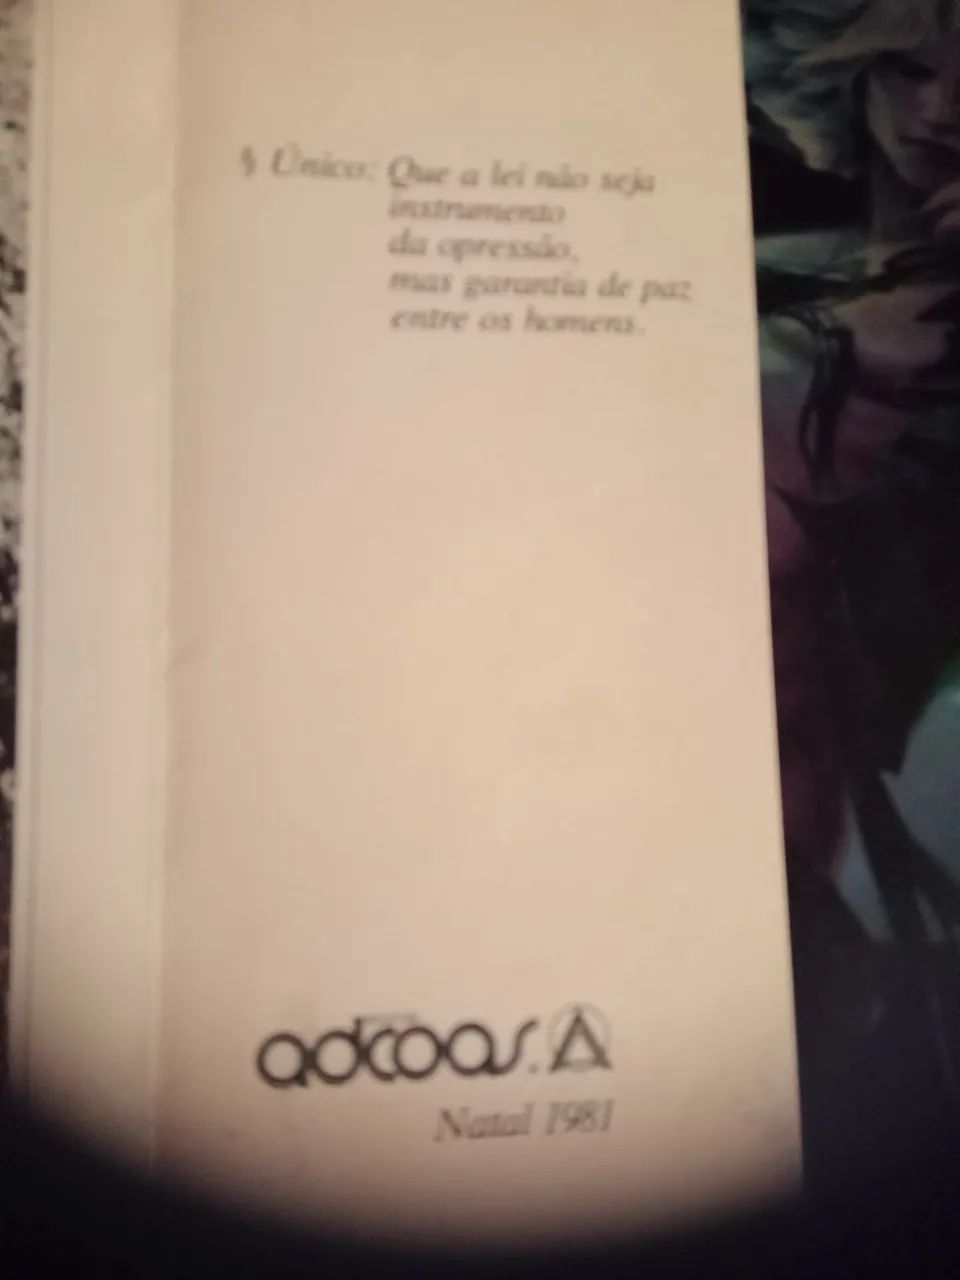 § Único: Que a lei não seja
instrumento
da opressão,
mas garantia de paz
entre os homens.
adcoas.
Natal 1981